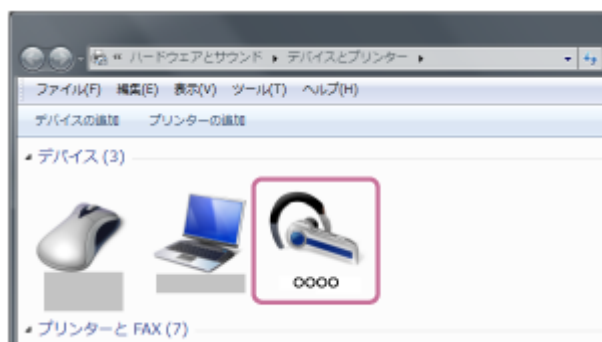 « ハードウェアとサウンド ▸ デバイスとプリンター ▸
ファイル(F) 編集(E) 表示(V) ツール(T) ヘルプ(H)
デバイスの追加 プリンターの追加
デバイス (3)
○○○○
プリンターと FAX (7)